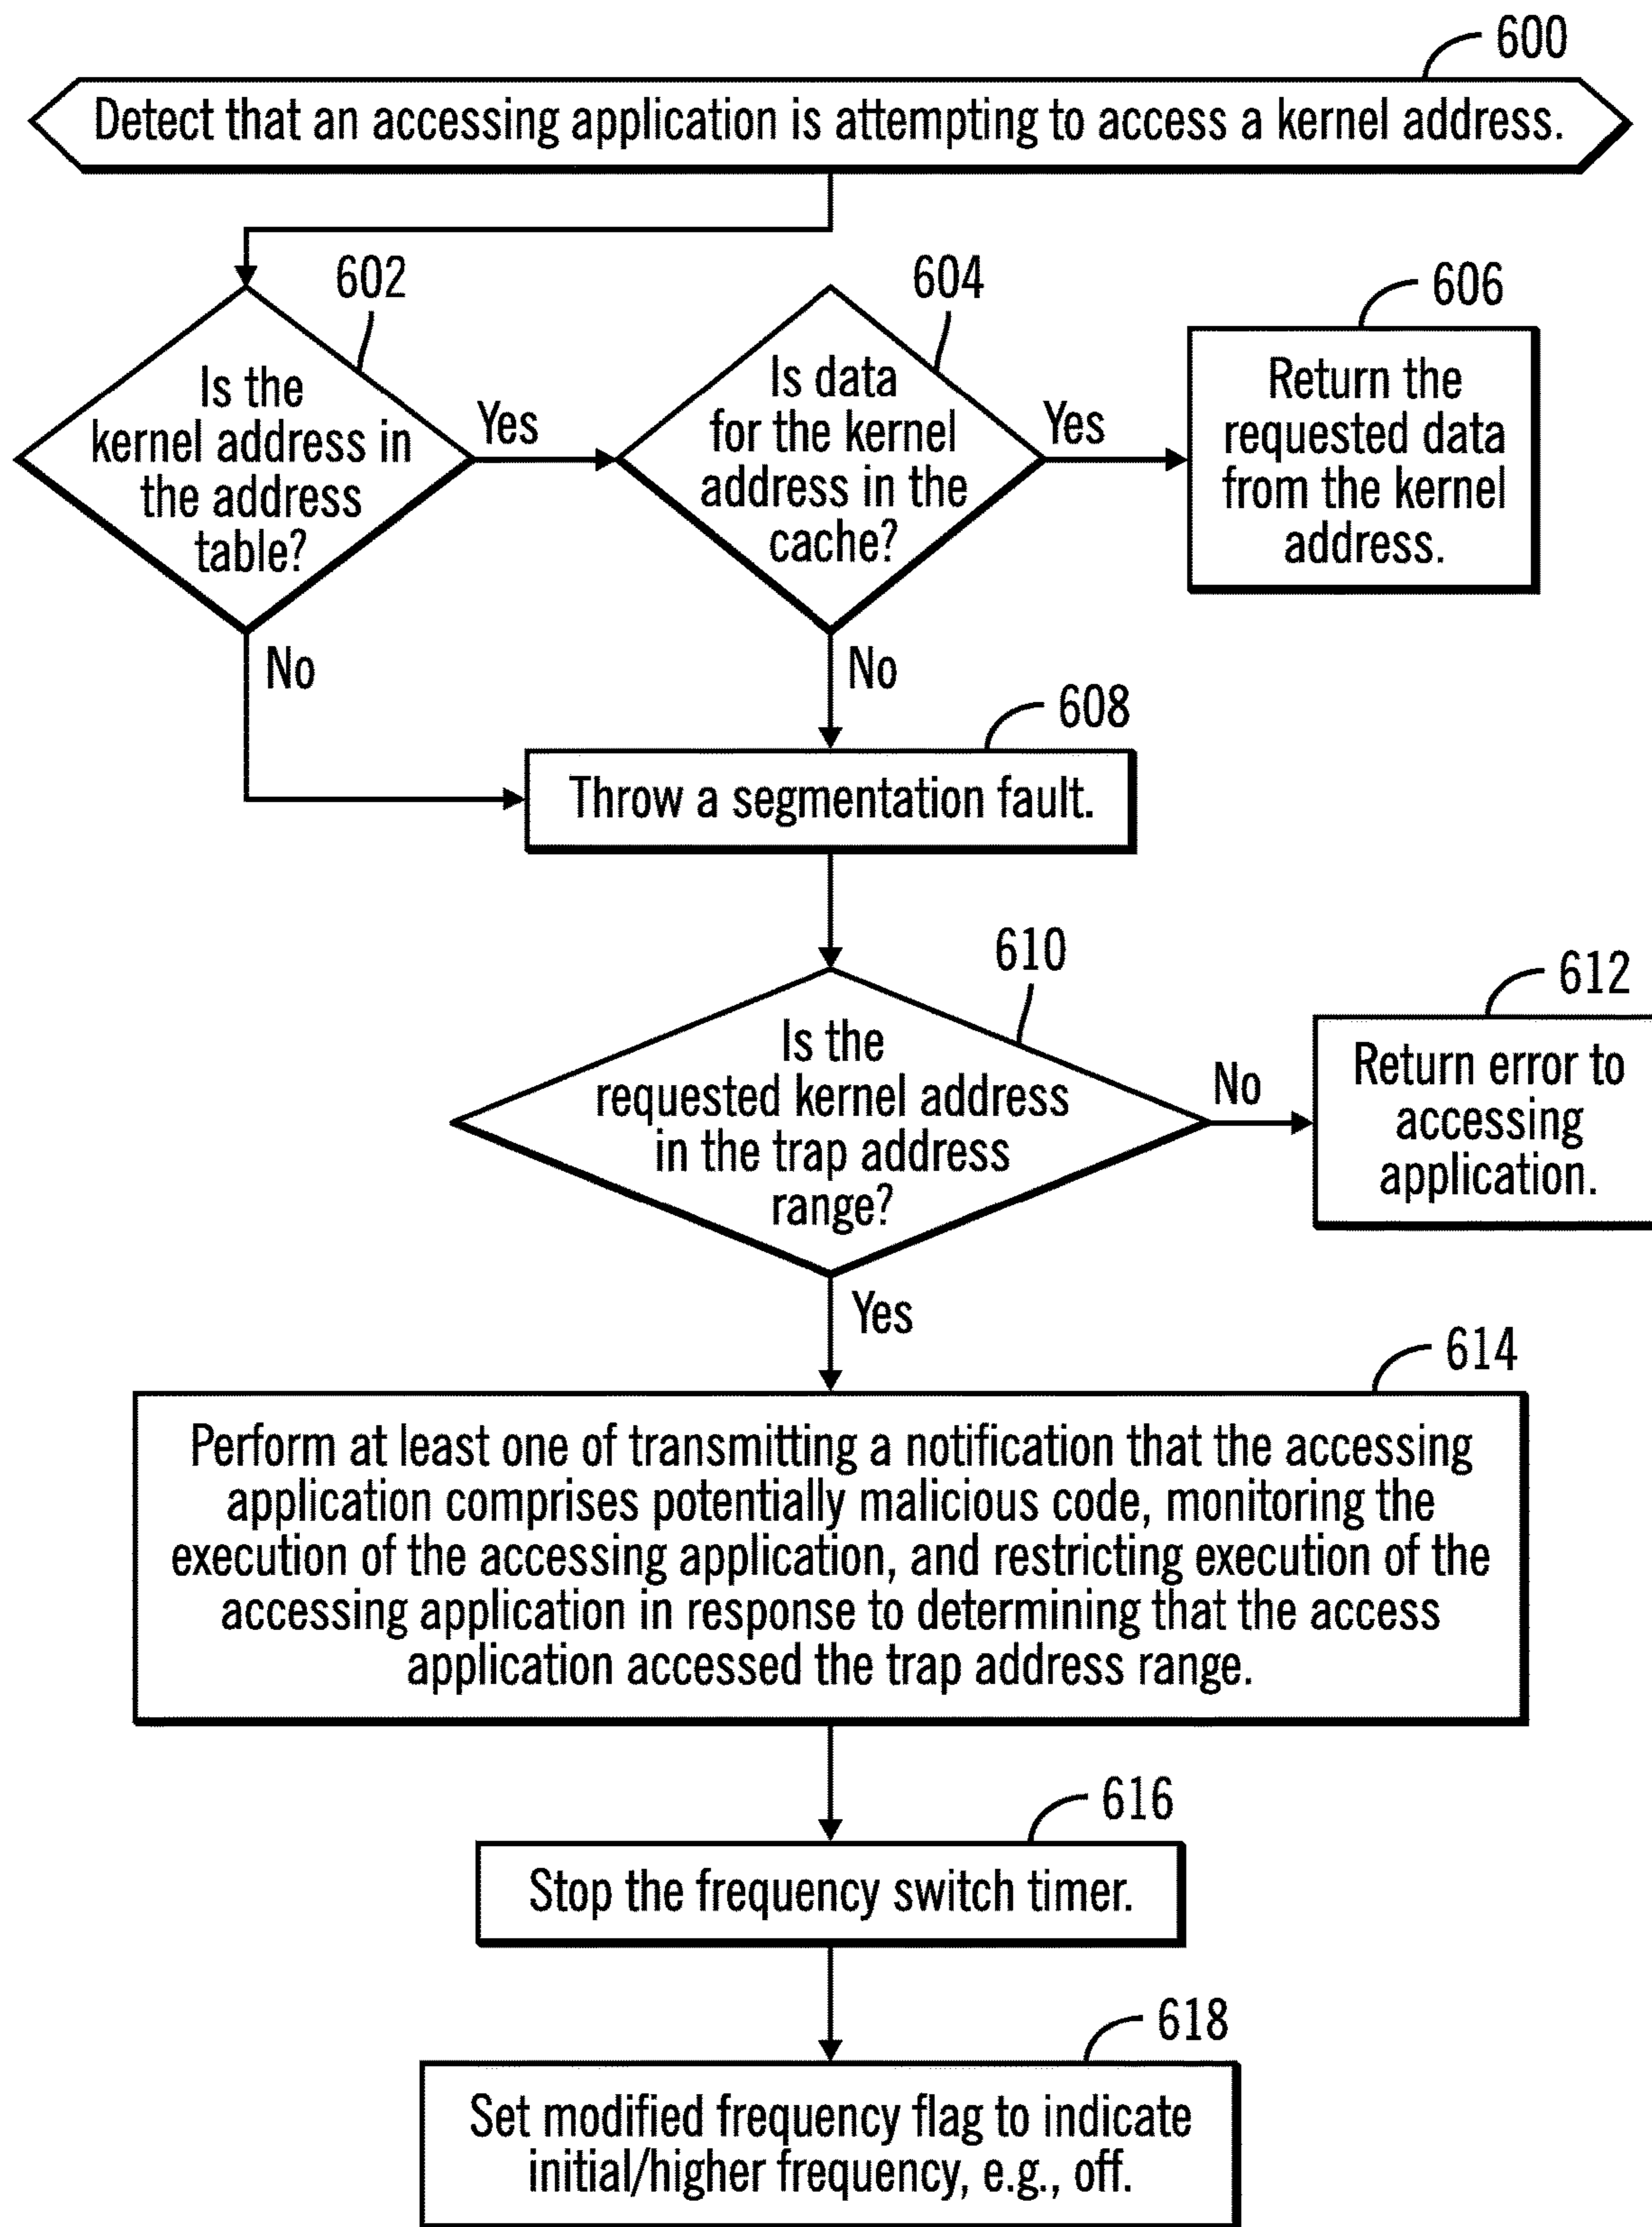 600
Detect that an accessing application is attempting to access a kernel address.
602
Is the
kernel address in
the address
table?
Yes
No
604
Is data
for the kernel
address in the
cache?
Yes
No
606
Return the
requested data
from the kernel
address.
608
Throw a segmentation fault.
610
Is the
requested kernel address
in the trap address
range?
No
Yes
612
Return error to
accessing
application.
614
Perform at least one of transmitting a notification that the accessing
application comprises potentially malicious code, monitoring the
execution of the accessing application, and restricting execution of the
accessing application in response to determining that the access
application accessed the trap address range.
616
Stop the frequency switch timer.
618
Set modified frequency flag to indicate
initial/higher frequency, e.g., off.